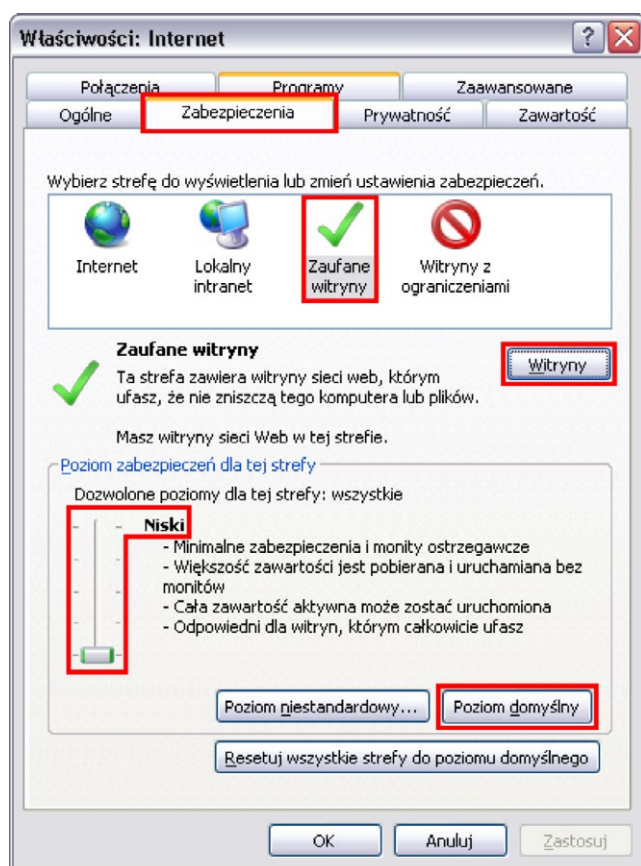 Właściwości: Internet
Połączenia Programy Zaawansowane
Ogólne Zabezpieczenia Prywatność Zawartość
Wybierz strefę do wyświetlenia lub zmień ustawienia zabezpieczeń.
Internet Lokalny intranet Zaufane witryny Witryny z ograniczeniami
Zaufane witryny
Witryny
Ta strefa zawiera witryny sieci web, którym
ufasz, że nie zniszczą tego komputera lub plików.
Masz witryny sieci Web w tej strefie.
Poziom zabezpieczeń dla tej strefy
Dozwolone poziomy dla tej strefy: wszystkie
Niski
- Minimalne zabezpieczenia i monity ostrzegawcze
- Większość zawartości jest pobierana i uruchamiana bez
monitów
- Cała zawartość aktywna może zostać uruchomiona
- Odpowiedni dla witryn, którym całkowicie ufasz
Poziom niestandardowy... Poziom domyślny
Resetuj wszystkie strefy do poziomu domyślnego
OK Anuluj Zastosuj